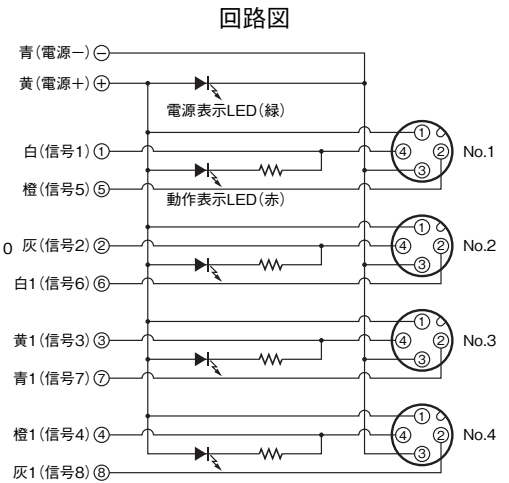 回路図
青(電源−)⊖
黄(電源+)⊕
電源表示LED(緑)
白(信号1)①
動作表示LED(赤)
橙(信号5)⑤
① ④ ② ③ No.1
0 灰(信号2)②
白1(信号6)⑥
① ④ ② ③ No.2
黄1(信号3)③
青1(信号7)⑦
① ④ ② ③ No.3
橙1(信号4)④
灰1(信号8)⑧
① ④ ② ③ No.4